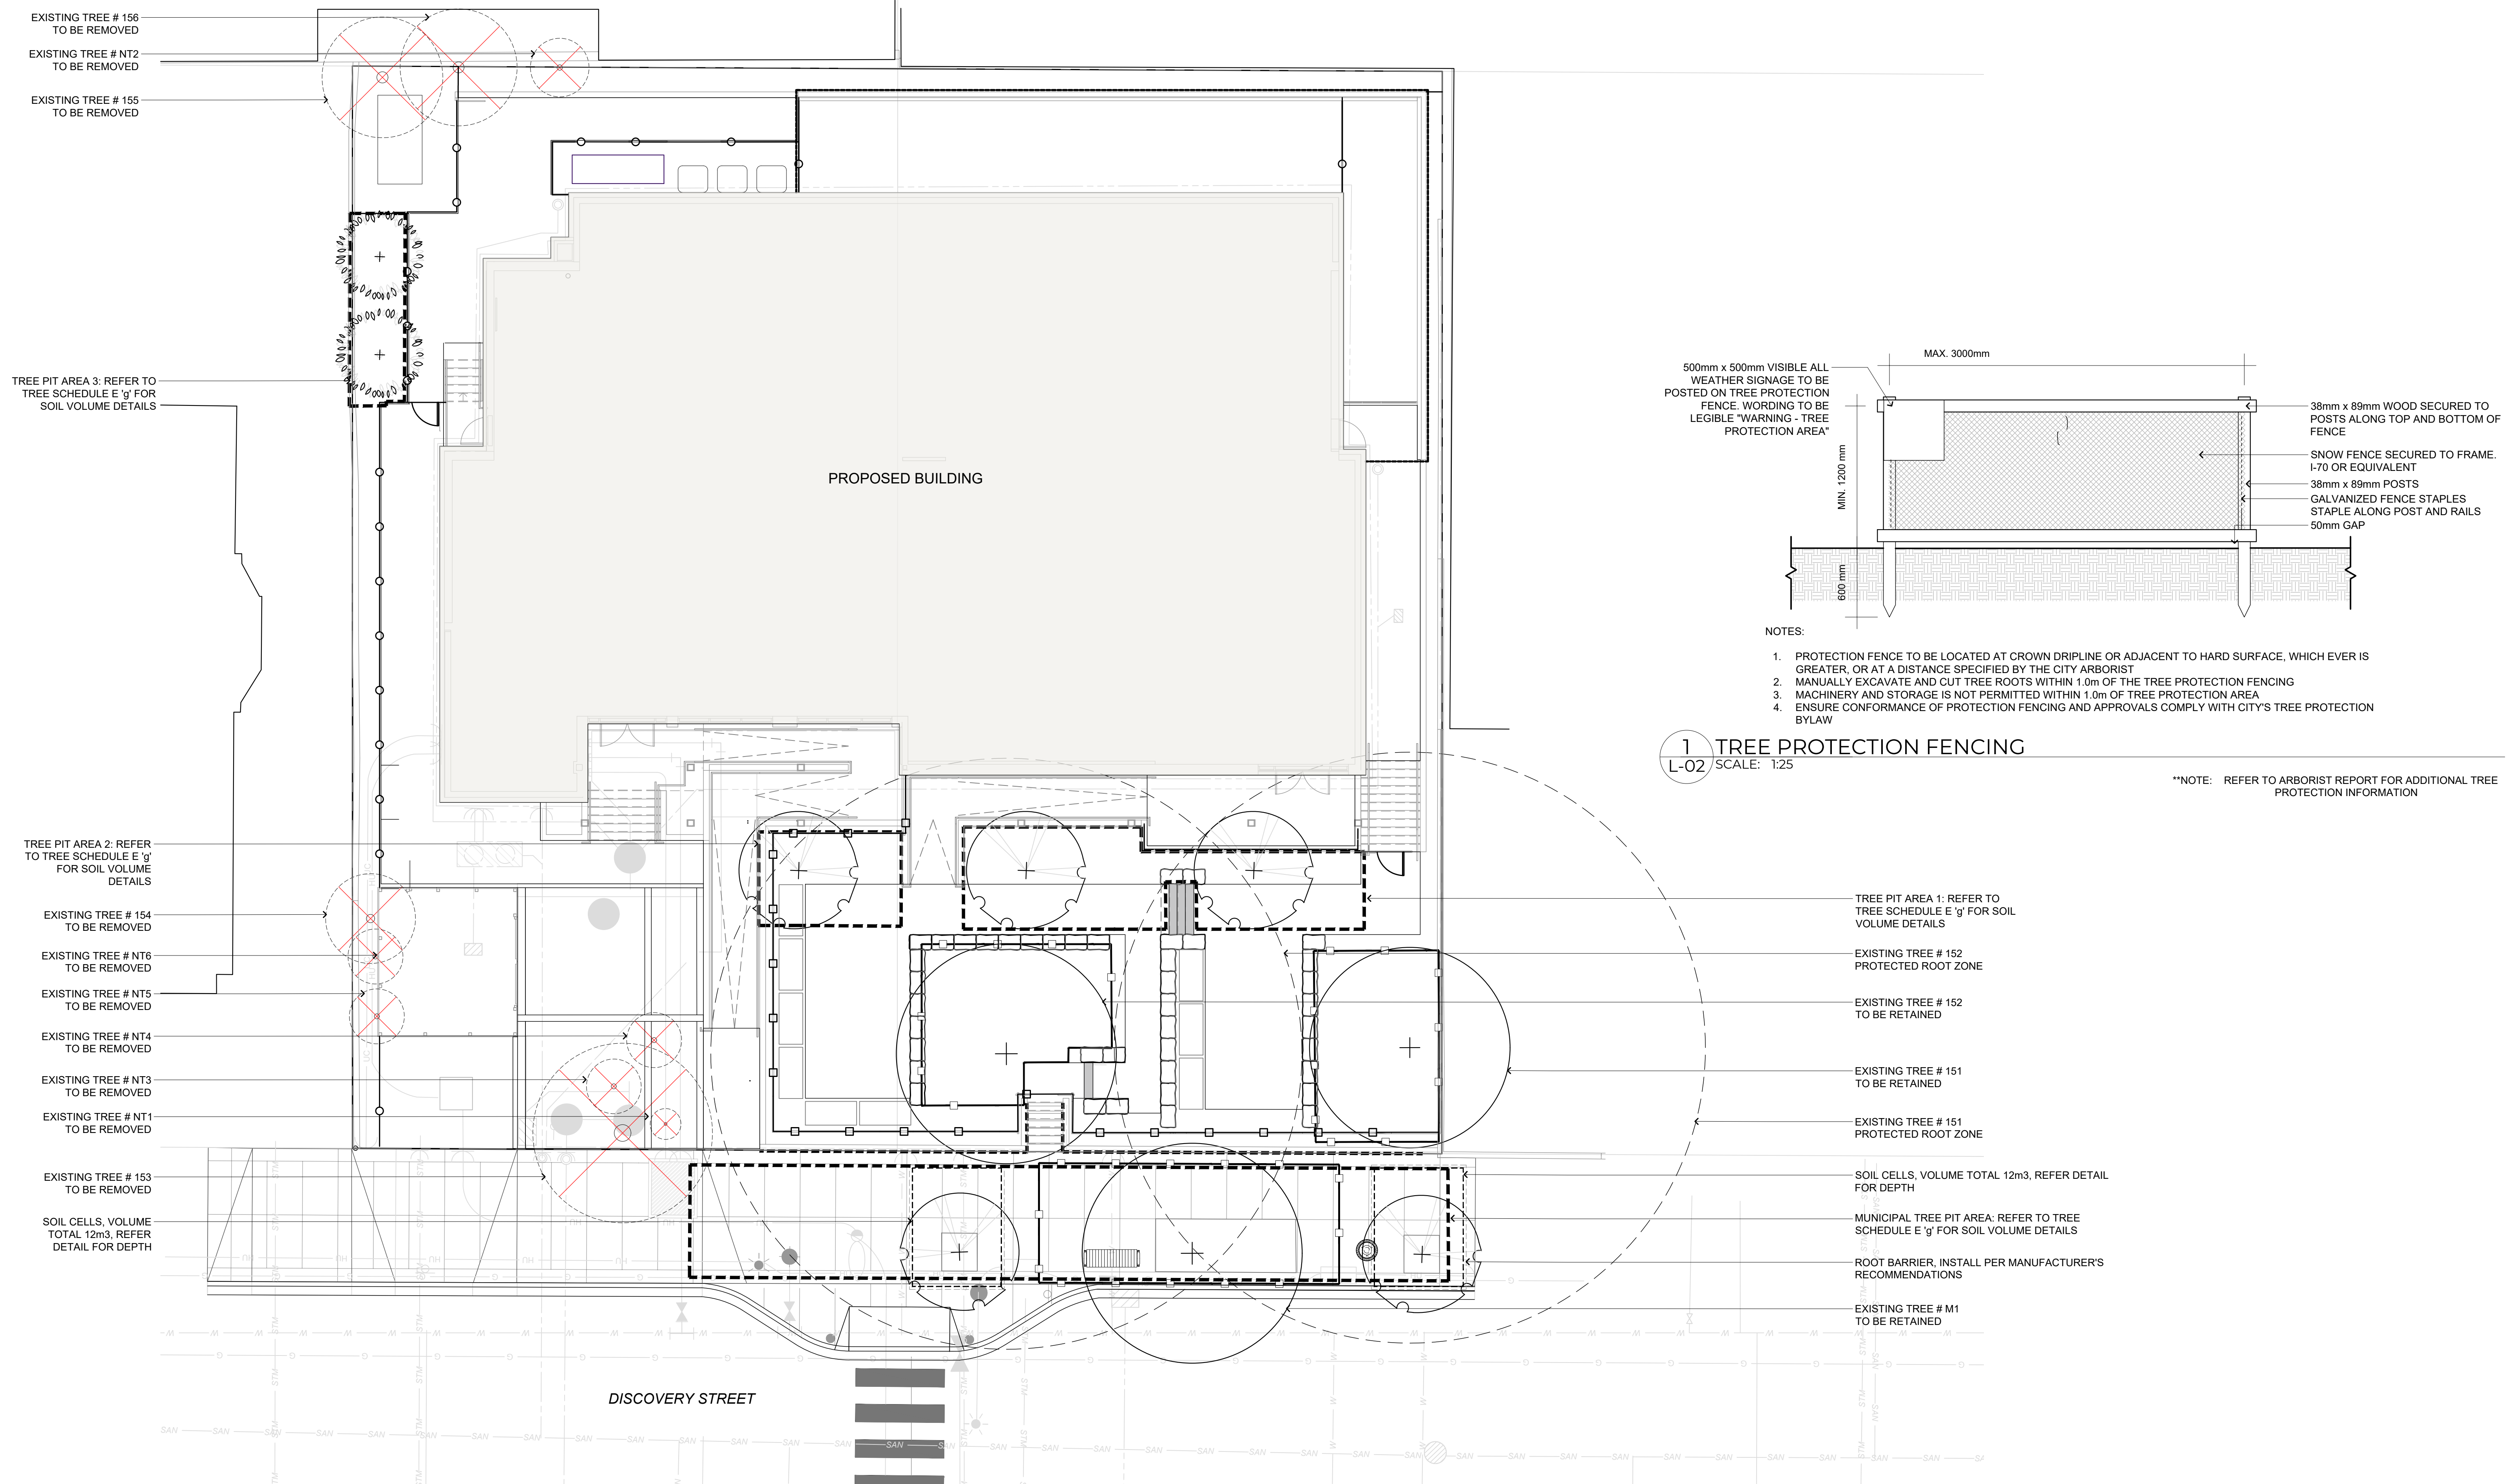 EXISTING TREE # 156
TO BE REMOVED
EXISTING TREE # NT2
TO BE REMOVED
EXISTING TREE # 155
TO BE REMOVED
TREE PIT AREA 3: REFER TO
TREE SCHEDULE E 'g' FOR
SOIL VOLUME DETAILS
TREE PIT AREA 2: REFER
TO TREE SCHEDULE E 'g'
FOR SOIL VOLUME
DETAILS
EXISTING TREE # 154
TO BE REMOVED
EXISTING TREE # NT6
TO BE REMOVED
EXISTING TREE # NT5
TO BE REMOVED
EXISTING TREE # NT4
TO BE REMOVED
EXISTING TREE # NT3
TO BE REMOVED
EXISTING TREE # NT1
TO BE REMOVED
EXISTING TREE # 153
TO BE REMOVED
SOIL CELLS, VOLUME
TOTAL 12m3, REFER
DETAIL FOR DEPTH
PROPOSED BUILDING
DISCOVERY STREET
MAX. 3000mm
500mm x 500mm VISIBLE ALL
WEATHER SIGNAGE TO BE
POSTED ON TREE PROTECTION
FENCE. WORDING TO BE
LEGIBLE "WARNING - TREE
PROTECTION AREA"
MIN. 1200 mm
600 mm
38mm x 89mm WOOD SECURED TO
POSTS ALONG TOP AND BOTTOM OF
FENCE
SNOW FENCE SECURED TO FRAME.
I-70 OR EQUIVALENT
38mm x 89mm POSTS
GALVANIZED FENCE STAPLES
STAPLE ALONG POST AND RAILS
50mm GAP
NOTES:
1. PROTECTION FENCE TO BE LOCATED AT CROWN DRIPLINE OR ADJACENT TO HARD SURFACE, WHICH EVER IS
GREATER, OR AT A DISTANCE SPECIFIED BY THE CITY ARBORIST
2. MANUALLY EXCAVATE AND CUT TREE ROOTS WITHIN 1.0m OF THE TREE PROTECTION FENCING
3. MACHINERY AND STORAGE IS NOT PERMITTED WITHIN 1.0m OF TREE PROTECTION AREA
4. ENSURE CONFORMANCE OF PROTECTION FENCING AND APPROVALS COMPLY WITH CITY'S TREE PROTECTION
BYLAW
1
L-02
TREE PROTECTION FENCING
SCALE: 1:25
**NOTE: REFER TO ARBORIST REPORT FOR ADDITIONAL TREE
PROTECTION INFORMATION
TREE PIT AREA 1: REFER TO
TREE SCHEDULE E 'g' FOR SOIL
VOLUME DETAILS
EXISTING TREE # 152
PROTECTED ROOT ZONE
EXISTING TREE # 152
TO BE RETAINED
EXISTING TREE # 151
TO BE RETAINED
EXISTING TREE # 151
PROTECTED ROOT ZONE
SOIL CELLS, VOLUME TOTAL 12m3, REFER DETAIL
FOR DEPTH
MUNICIPAL TREE PIT AREA: REFER TO TREE
SCHEDULE E 'g' FOR SOIL VOLUME DETAILS
ROOT BARRIER, INSTALL PER MANUFACTURER'S
RECOMMENDATIONS
EXISTING TREE # M1
TO BE RETAINED